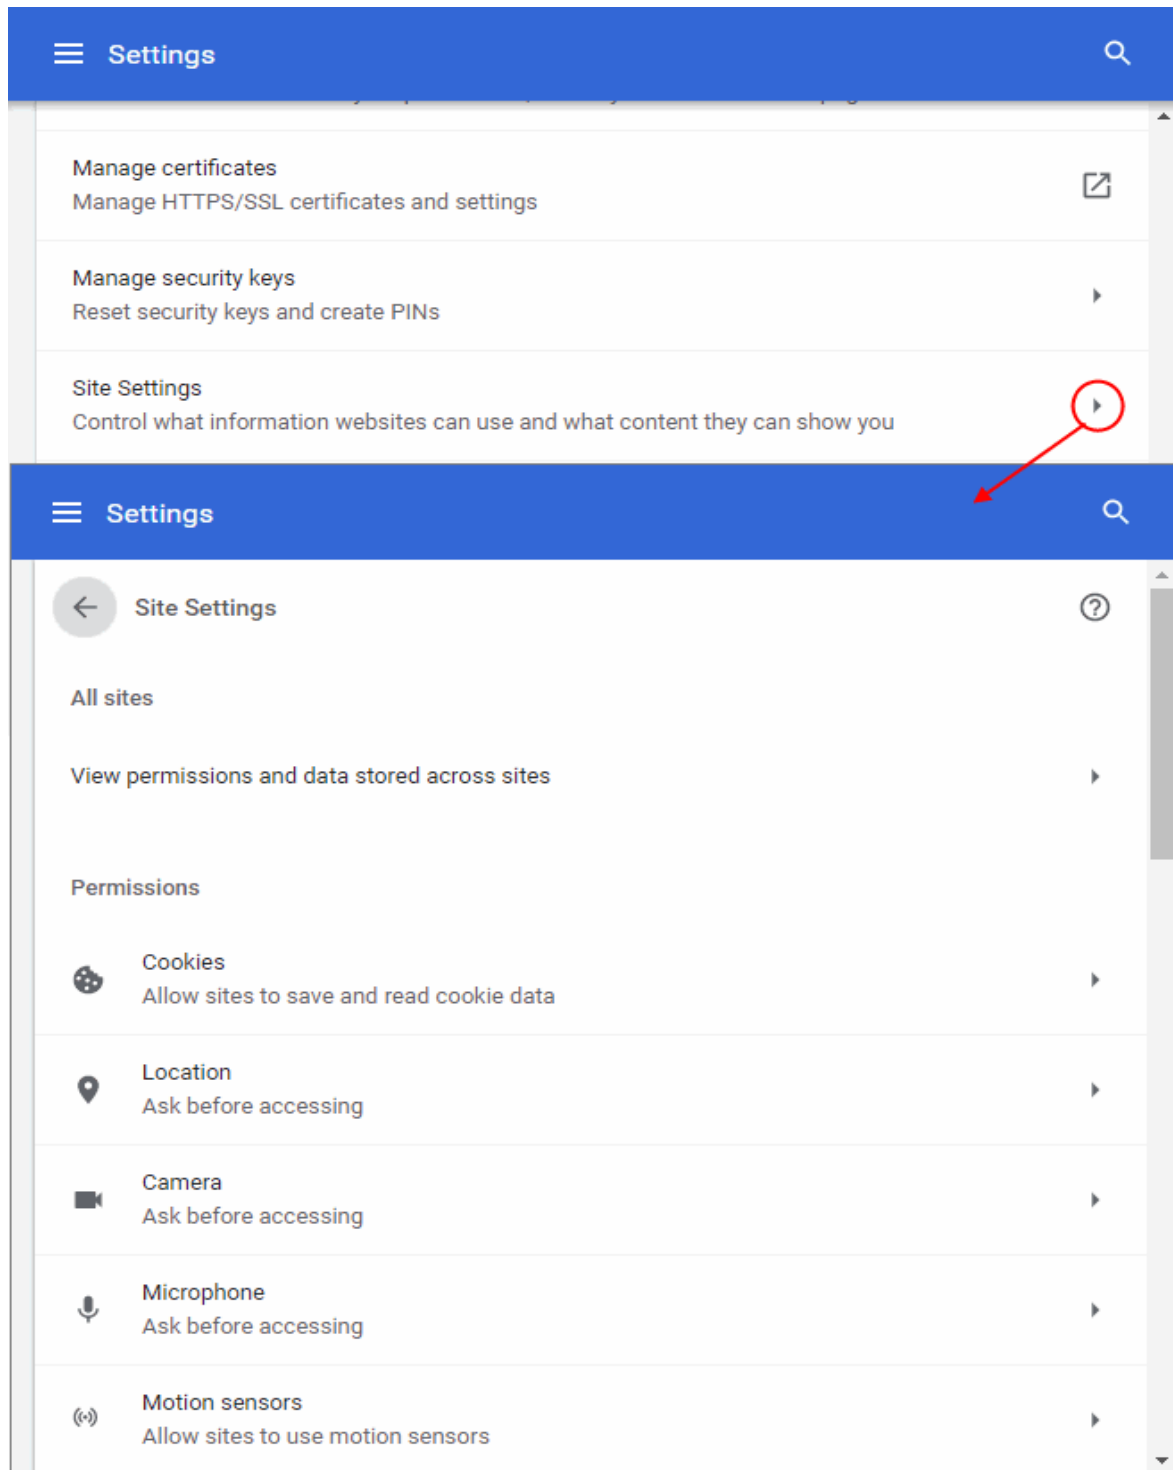 Settings
Manage certificates
Manage HTTPS/SSL certificates and settings
Manage security keys
Reset security keys and create PINs
Site Settings
Control what information websites can use and what content they can show you
Settings
Site Settings
All sites
View permissions and data stored across sites
Permissions
Cookies
Allow sites to save and read cookie data
Location
Ask before accessing
Camera
Ask before accessing
Microphone
Ask before accessing
Motion sensors
Allow sites to use motion sensors